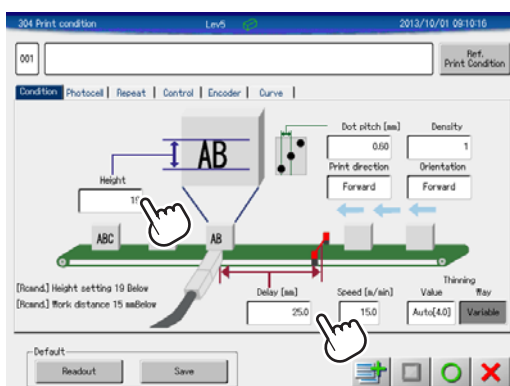 304 Print condition Lev5 2013/10/01 09:10:16
001
Ref.
Print Condition
Condition Photocell Repeat Control Encoder Curve
Dot pitch [mm] Density
0.60 1
Print direction Orientation
Forward Forward
AB
Height
ABC AB
[Rcmnd.] Height setting 19 Below
[Rcmnd.] Work distance 15 mmBelow
Delay [mm] Speed [m/min] Thinning
Value Way
25.0 15.0 Auto[4.0] Variable
Default
Readout Save